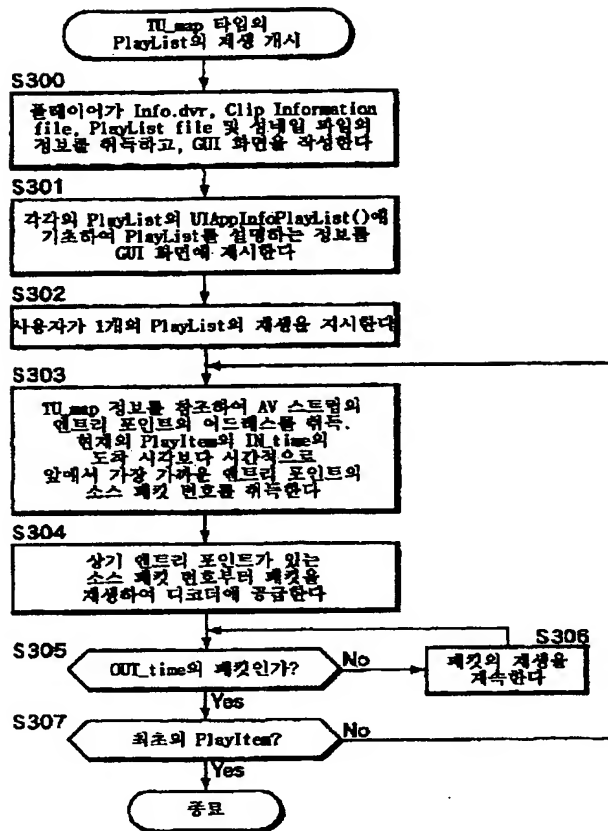 TU_map 타입의
PlayList의 재생 개시
S300
플레이어가 Info.dvr, Clip Information
file, PlayList file 및 섬네일 파일의
정보를 취득하고, GUI 화면을 작성한다
S301
각각의 PlayList의 UIAppInfoPlayList()에
기초하여 PlayList를 설명하는 정보를
GUI 화면에 제시한다
S302
사용자가 1개의 PlayList의 재생을 지시한다
S303
TU_map 정보를 참조하여 AV 스트림의
엔트리 포인트의 어드레스를 취득.
현재의 PlayItem의 IN_time의
도착 시각보다 시간적으로
앞에서 가장 가까운 엔트리 포인트의
소스 패킷 번호를 취득한다
S304
상기 엔트리 포인트가 있는
소스 패킷 번호부터 패킷을
재생하여 디코더에 공급한다
S305
OUT_time의 패킷인가?
No
S306
패킷의 재생을
계속한다
Yes
S307
최초의 PlayItem?
No
Yes
종료